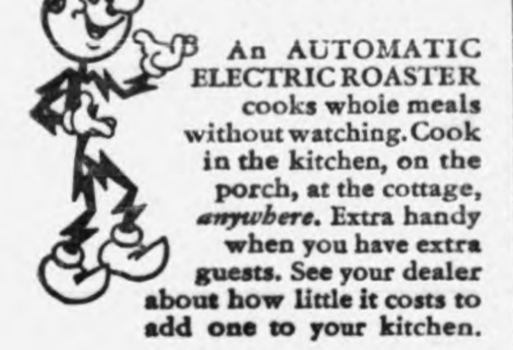 An AUTOMATIC
ELECTRIC ROASTER
cooks whole meals
without watching. Cook
in the kitchen, on the
porch, at the cottage,
anywhere. Extra handy
when you have extra
guests. See your dealer
about how little it costs to
add one to your kitchen.